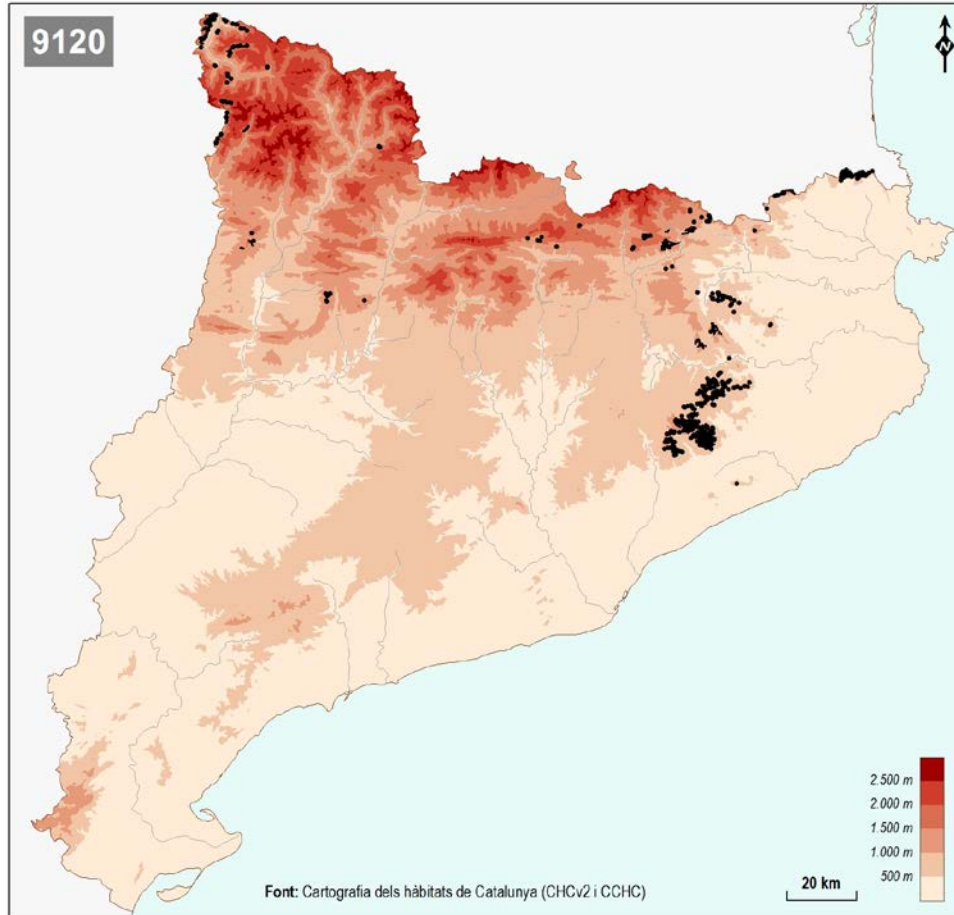 9120
N
2.500 m
2.000 m
1.500 m
1.000 m
500 m
20 km
Font: Cartografia dels hàbitats de Catalunya (CHCv2 i CCHC)